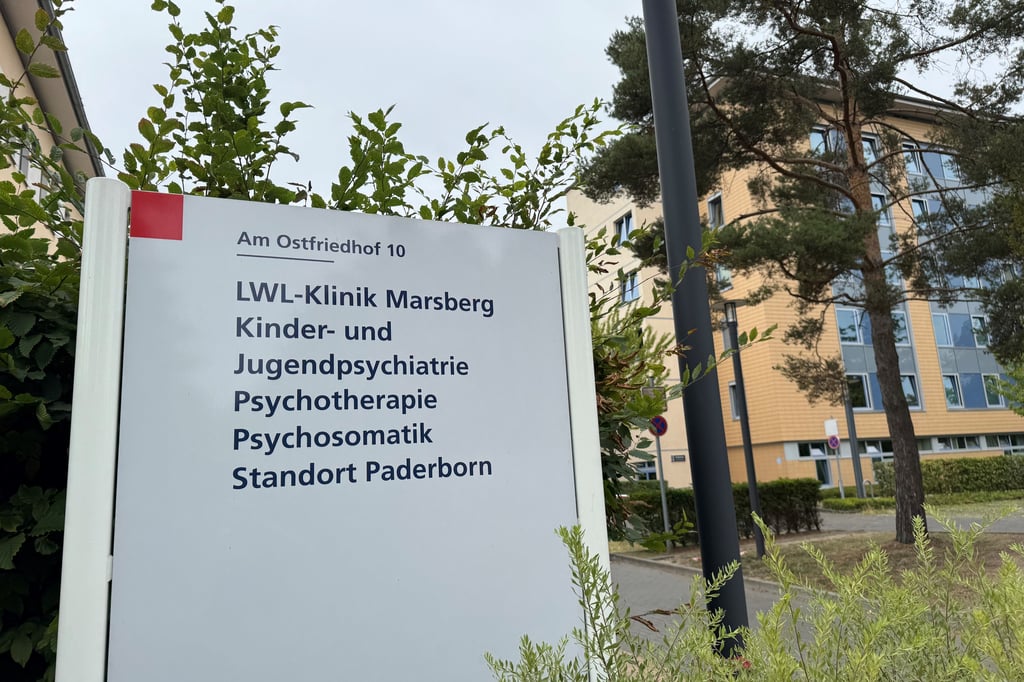 Am Ostfriedhof 10
LWL-Klinik Marsberg
Kinder- und
Jugendpsychiatrie
Psychotherapie
Psychosomatik
Standort Paderborn